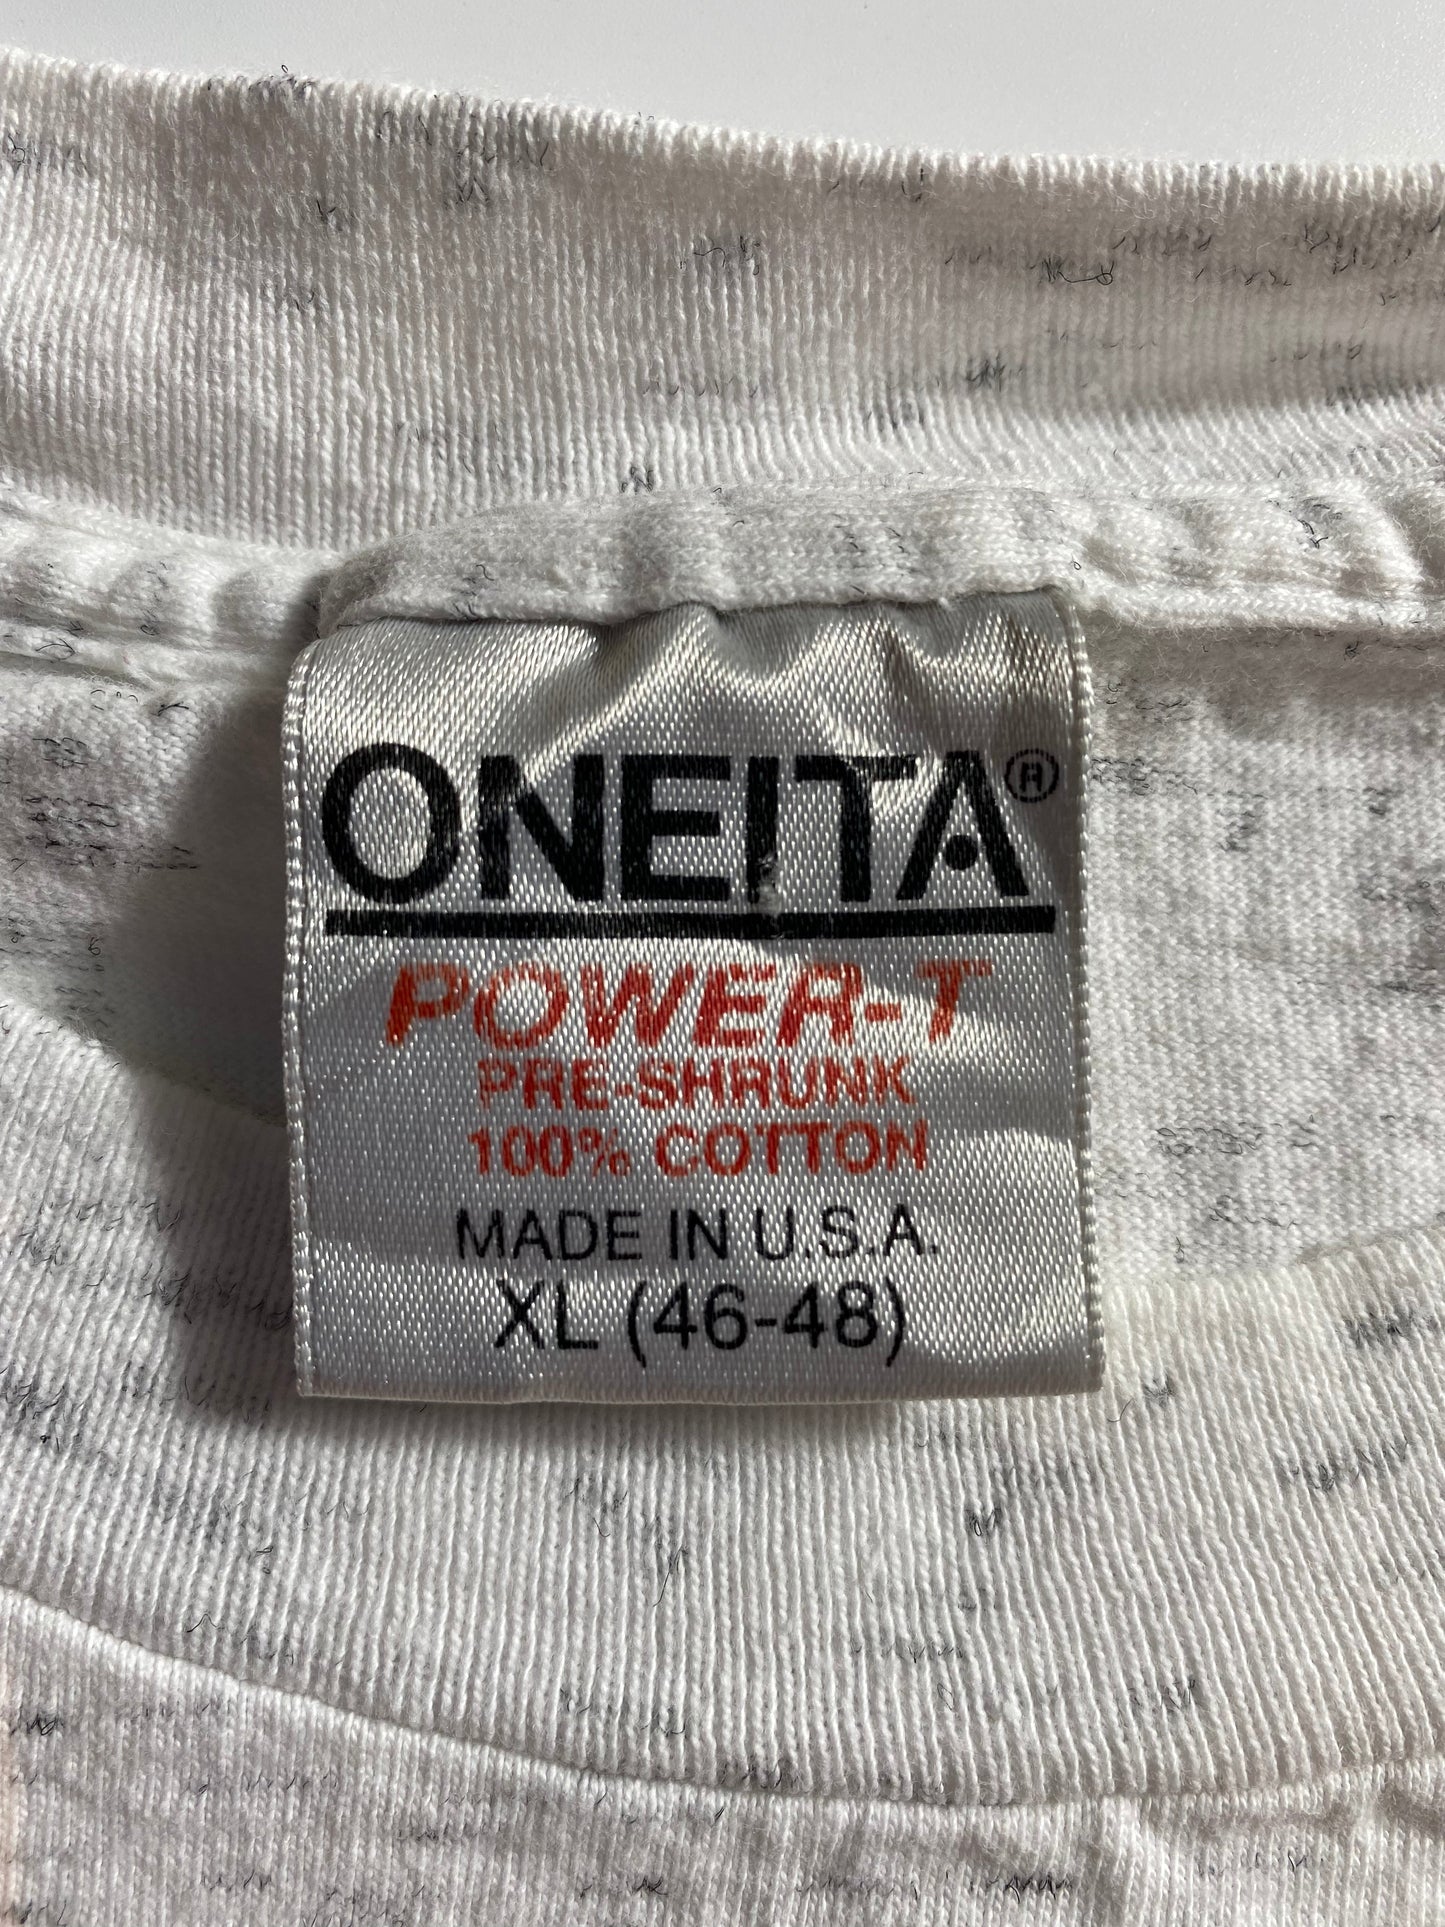 ONEITA®
POWER-T
PRE-SHRUNK
100% COTTON
MADE IN U.S.A.
XL (46-48)